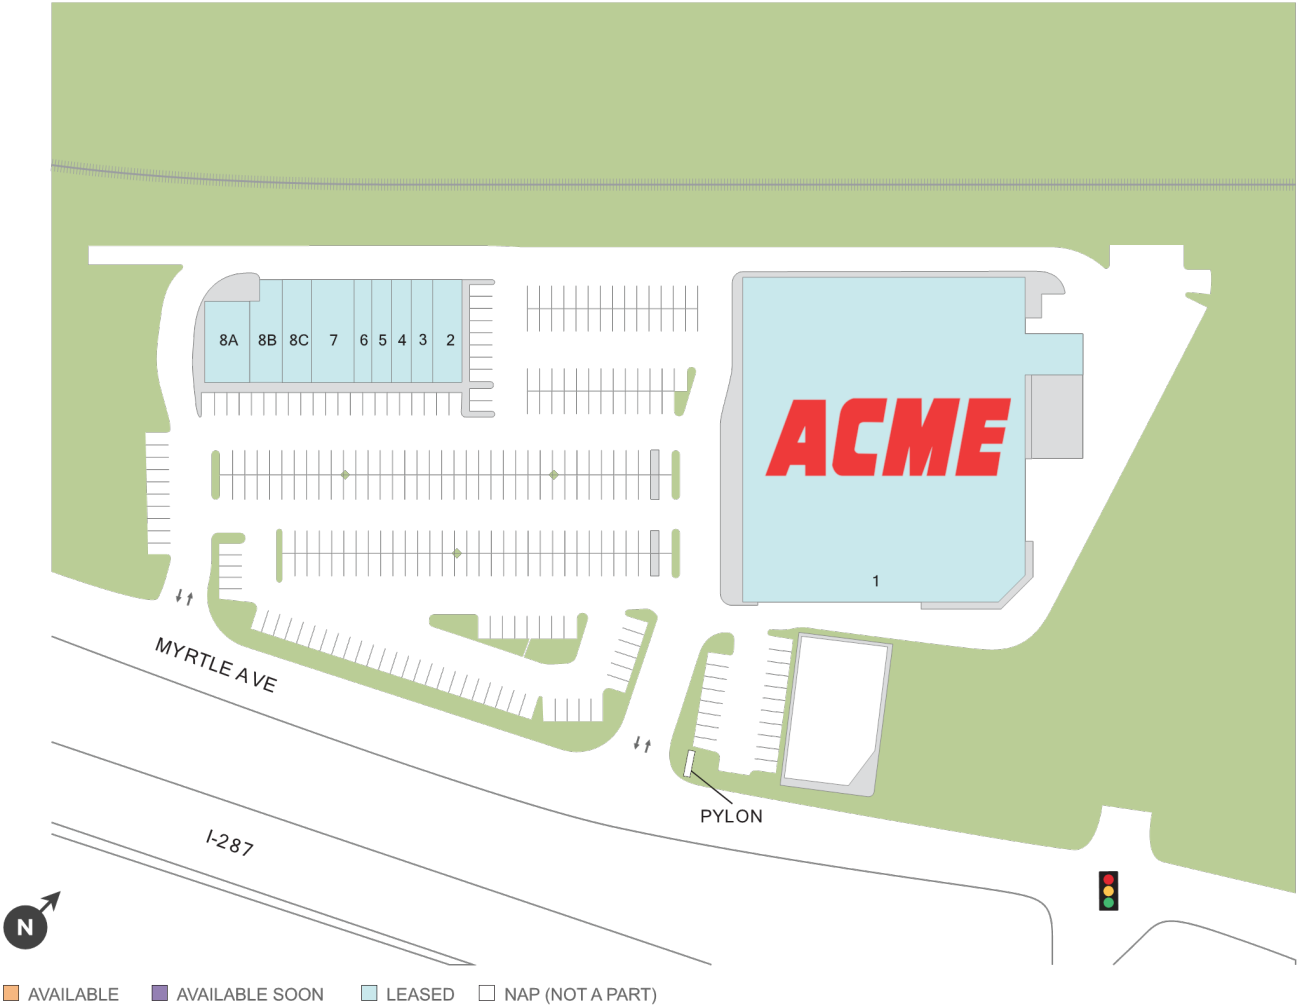 8A 8B 8C 7 6 5 4 3 2
ACME
1
MYRTLE AVE
PYLON
I-287
N
AVAILABLE AVAILABLE SOON LEASED NAP (NOT A PART)